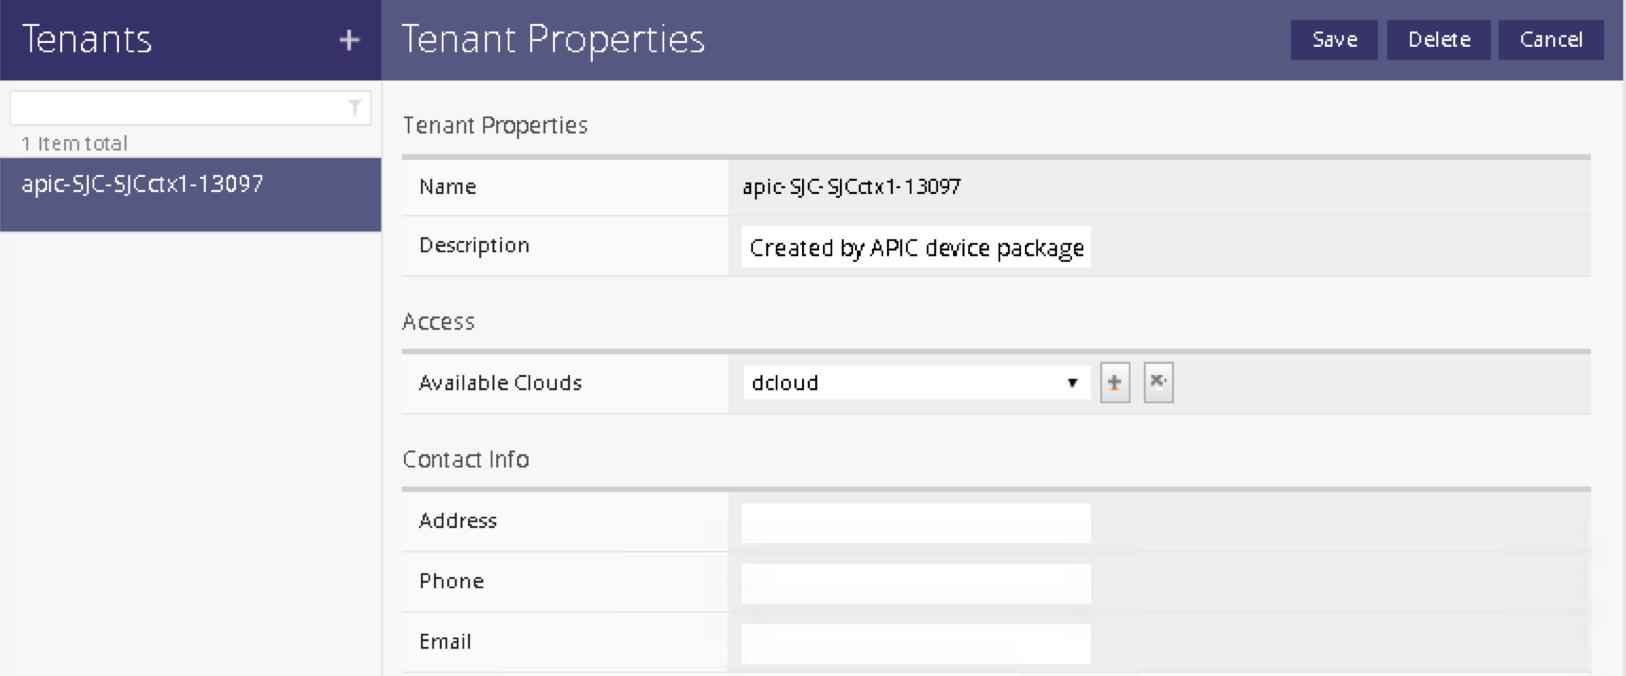 Tenants +
Tenant Properties
Save Delete Cancel
1 Item total
apic-SJC-SJCctx1-13097
Tenant Properties
Name apic-SJC-SJCctx1-13097
Description Created by APIC device package
Access
Available Clouds dcloud
Contact Info
Address
Phone
Email